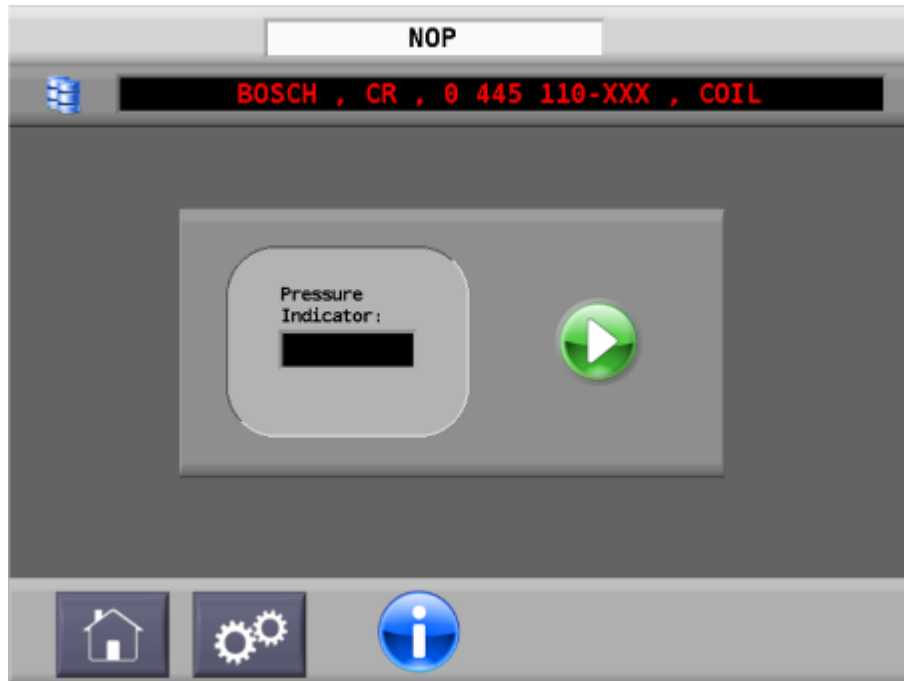 NOP
BOSCH , CR , 0 445 110-XXX , COIL
Pressure
Indicator: